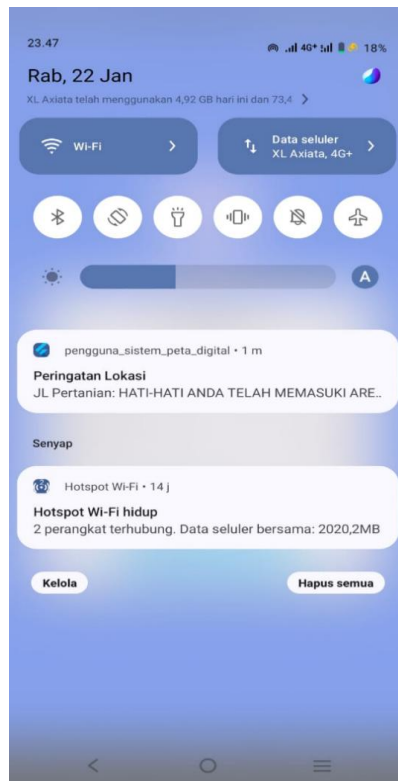 23.47
4G+ 18%
Rab, 22 Jan
XL Axiata telah menggunakan 4,92 GB hari ini dan 73,4
Wi-Fi
Data seluler
XL Axiata, 4G+
A
pengguna_sistem_peta_digital • 1 m
Peringatan Lokasi
JL Pertanian: HATI-HATI ANDA TELAH MEMASUKI ARE..
Senyap
Hotspot Wi-Fi • 14 j
Hotspot Wi-Fi hidup
2 perangkat terhubung. Data seluler bersama: 2020,2MB
Kelola
Hapus semua